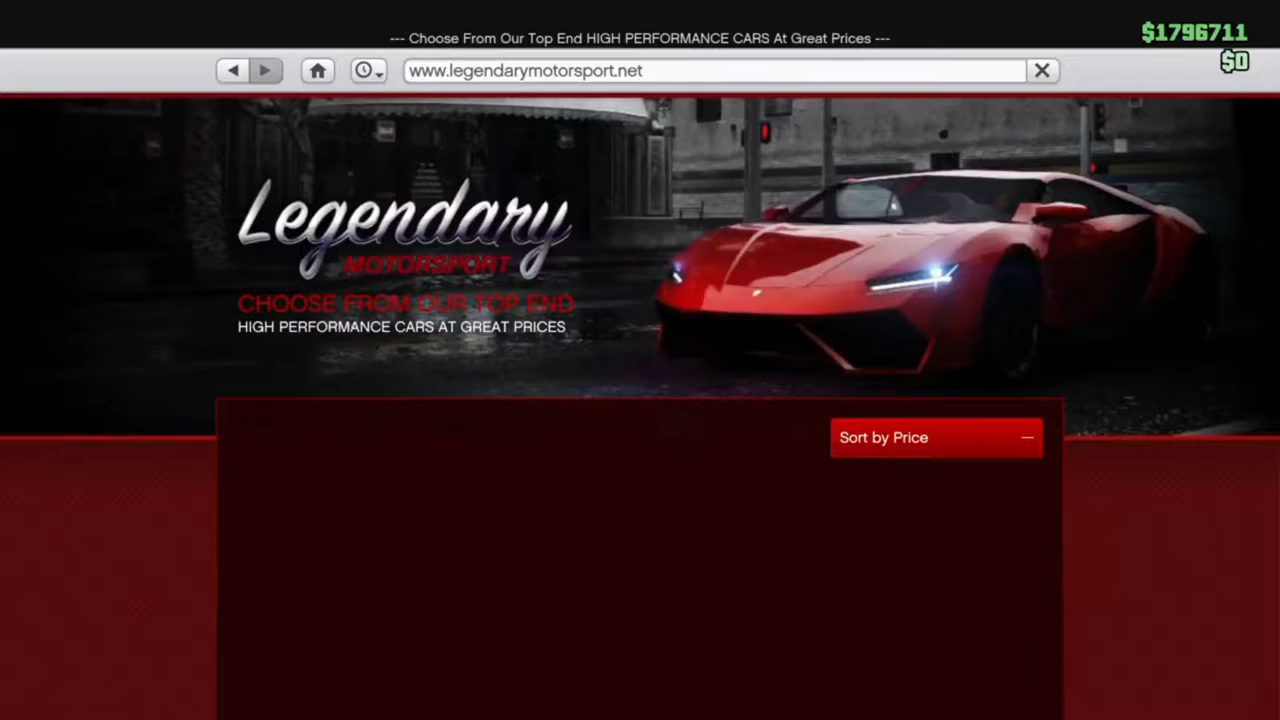 --- Choose From Our Top End HIGH PERFORMANCE CARS At Great Prices ---
$1796711
$0
www.legendarymotorsport.net
Legendary
MOTORSPORT
CHOOSE FROM OUR TOP END
HIGH PERFORMANCE CARS AT GREAT PRICES
Sort by Price